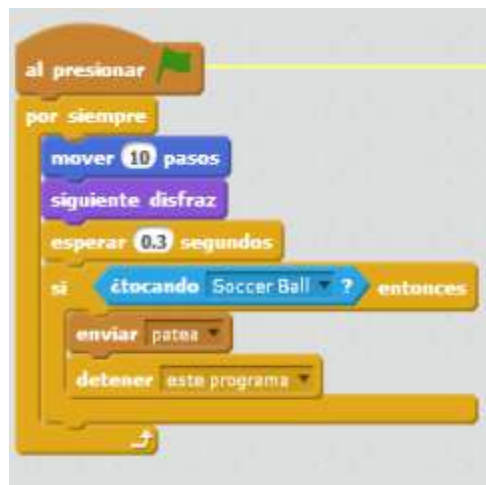 al presionar
por siempre
mover 10 pasos
siguiente disfraz
esperar 0.3 segundos
si ¿tocando Soccer Ball ? entonces
enviar patea
detener este programa